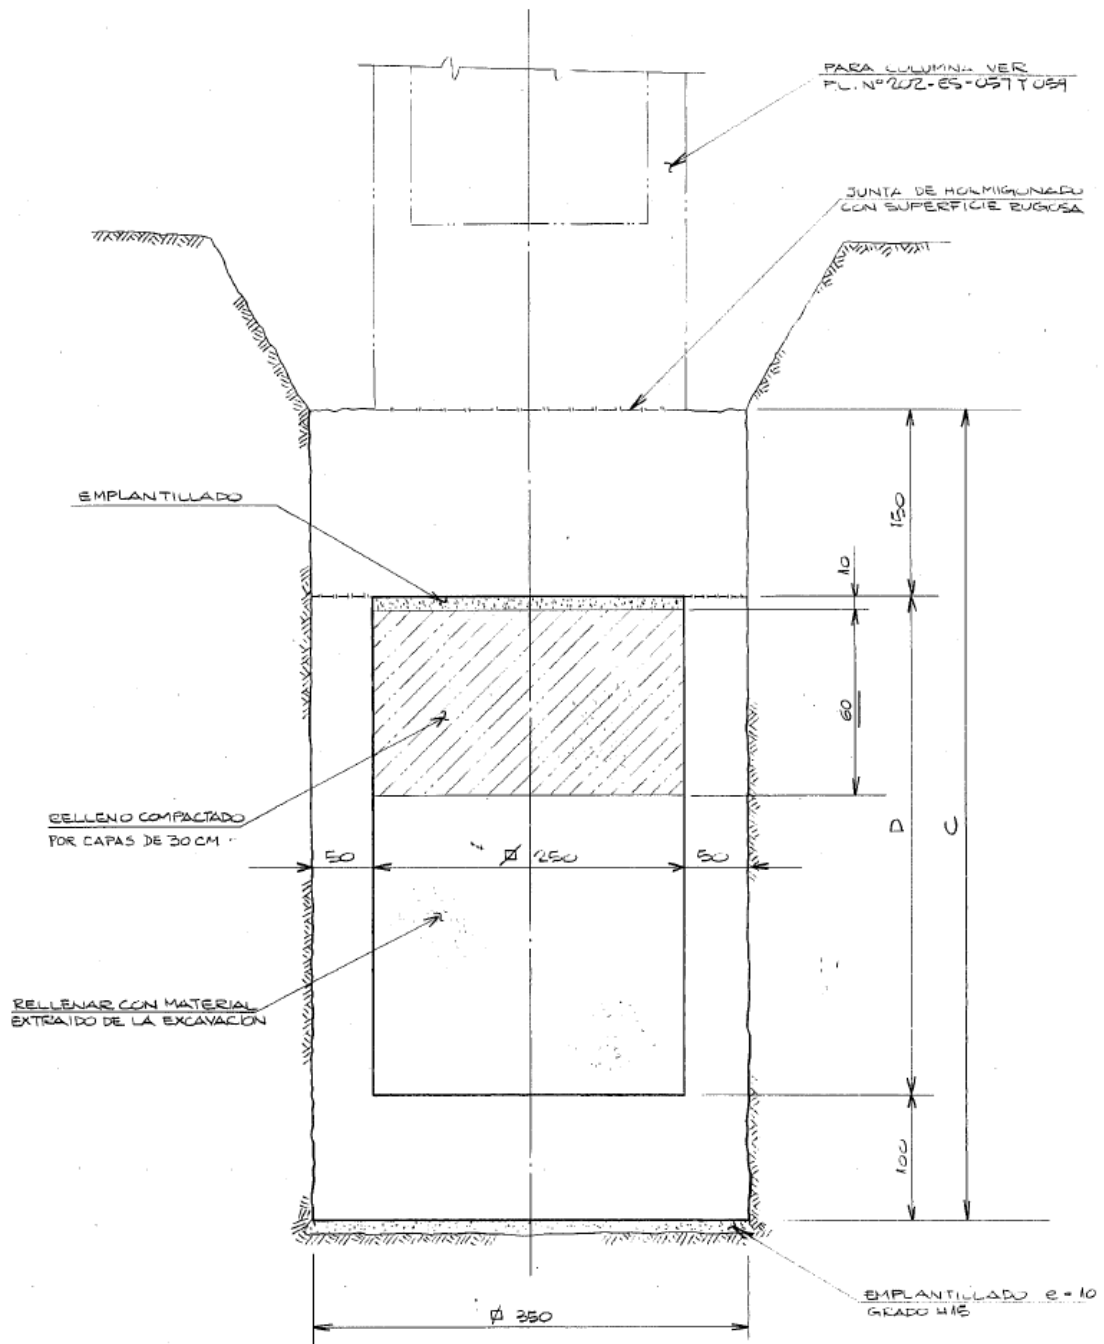 PARA COLUMNA VER
PL. Nº 202-ES-057 Y 059
JUNTA DE HORMIGONADO
CON SUPERFICIE RUGOSA
EMPLANTILLADO
150
10
60
RELLENO COMPACTADO
POR CAPAS DE 30 CM
50
Ø 250
50
D
C
RELLENAR CON MATERIAL
EXTRAIDO DE LA EXCAVACION
100
EMPLANTILLADO e=10
GRADO H15
Ø 350